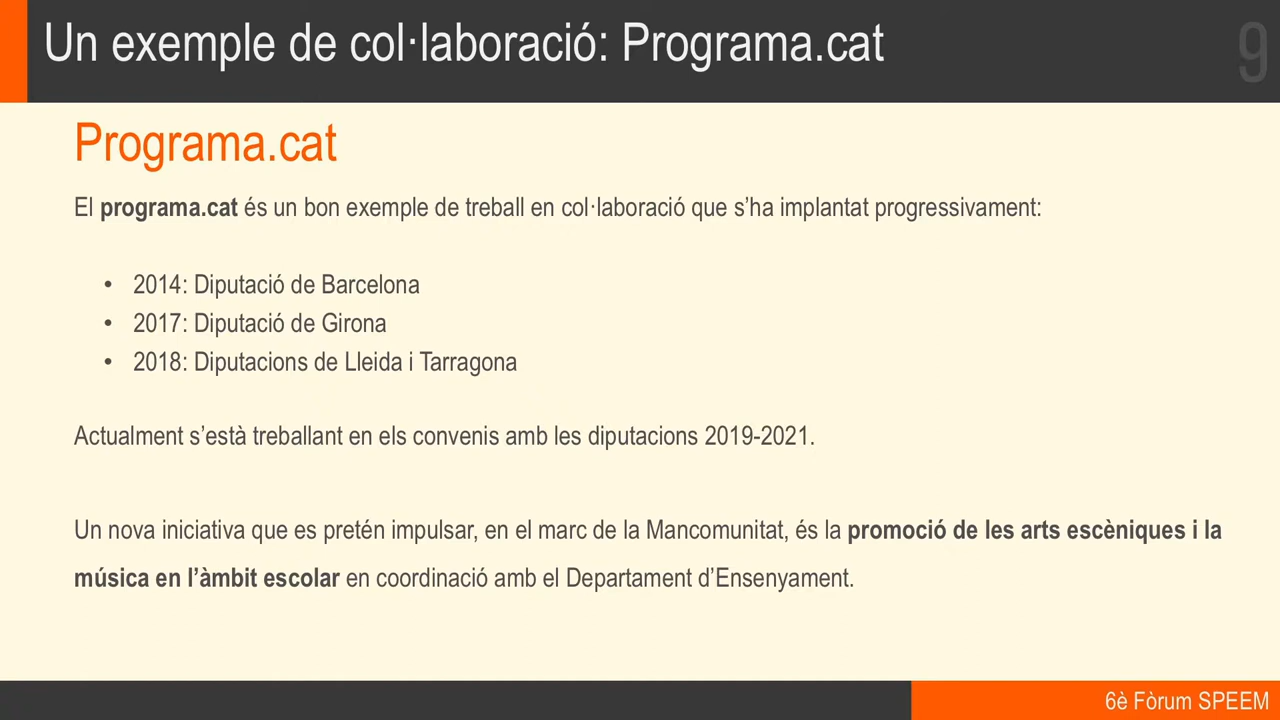 Un exemple de col·laboració: Programa.cat
9
Programa.cat
El programa.cat és un bon exemple de treball en col·laboració que s’ha implantat progressivament:
• 2014: Diputació de Barcelona
• 2017: Diputació de Girona
• 2018: Diputacions de Lleida i Tarragona
Actualment s’està treballant en els convenis amb les diputacions 2019-2021.
Un nova iniciativa que es pretén impulsar, en el marc de la Mancomunitat, és la promoció de les arts escèniques i la
música en l’àmbit escolar en coordinació amb el Departament d’Ensenyament.
6è Fòrum SPEEM